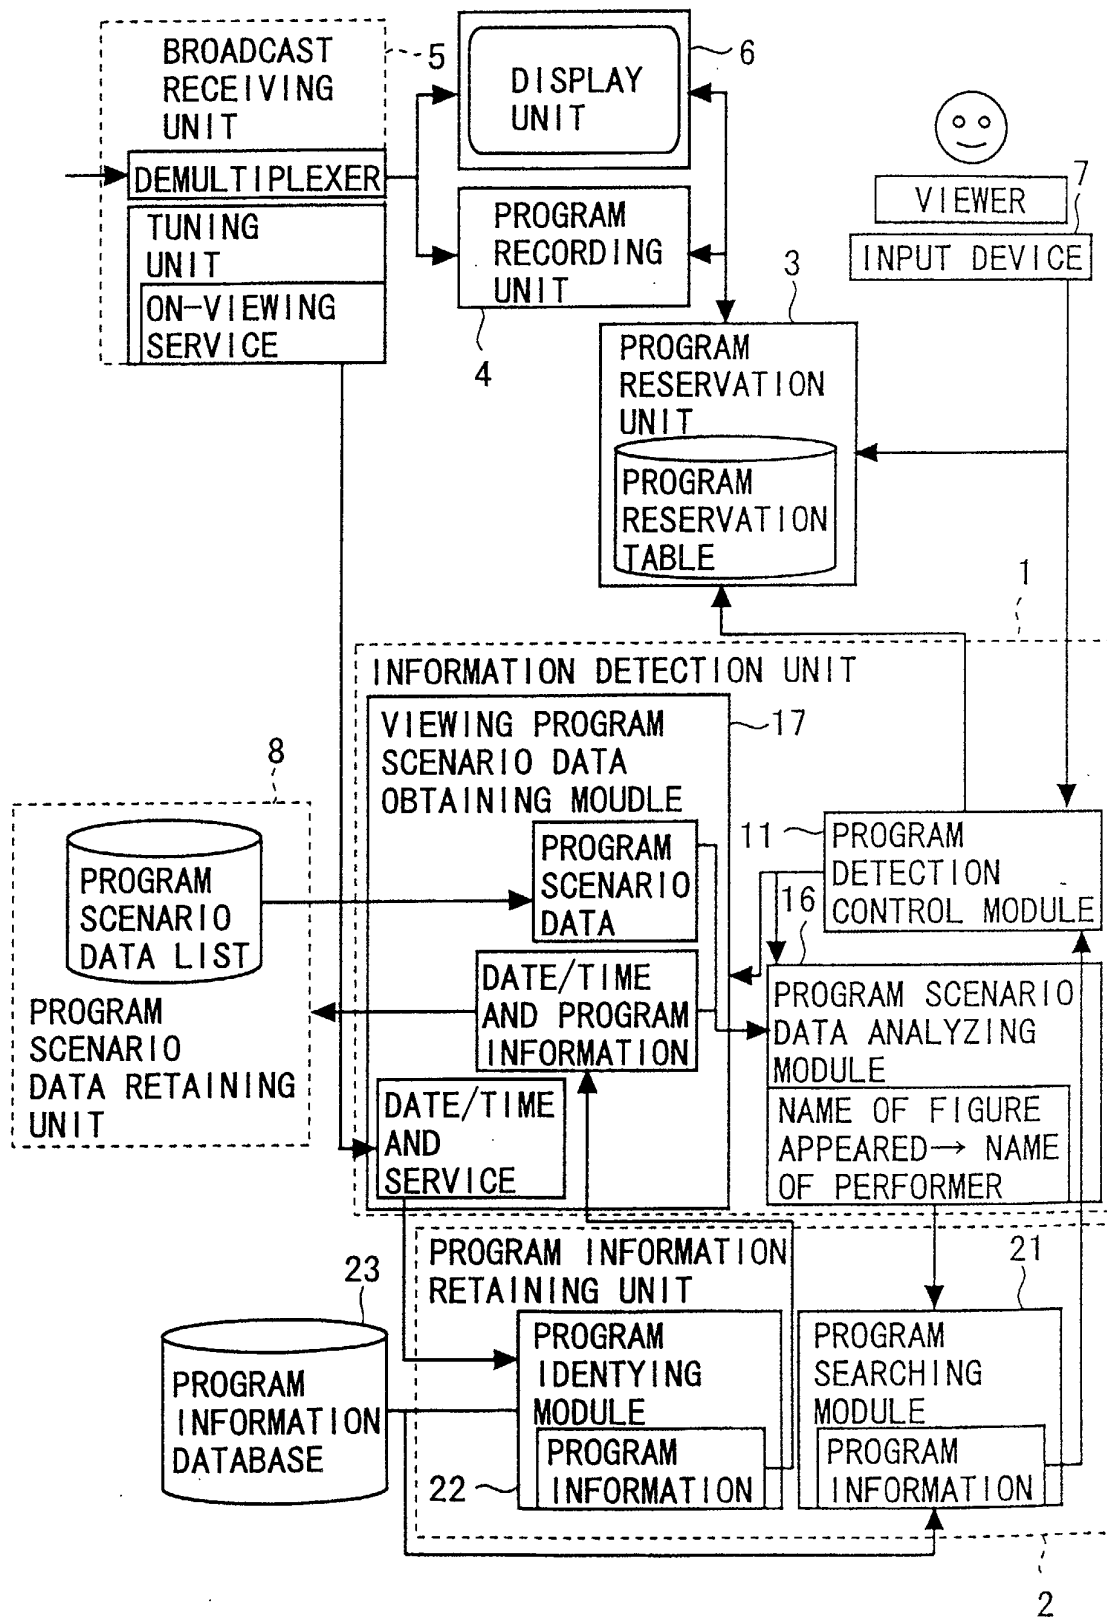 BROADCAST
RECEIVING
UNIT
5
DEMULTIPLEXER
TUNING
UNIT
ON-VIEWING
SERVICE
DISPLAY
UNIT
6
PROGRAM
RECORDING
UNIT
4
VIEWER
7
INPUT DEVICE
3
PROGRAM
RESERVATION
UNIT
PROGRAM
RESERVATION
TABLE
1
INFORMATION DETECTION UNIT
VIEWING PROGRAM
SCENARIO DATA
OBTAINING MOUDLE
17
PROGRAM
SCENARIO
DATA
DATE/TIME
AND PROGRAM
INFORMATION
DATE/TIME
AND
SERVICE
8
PROGRAM
SCENARIO
DATA LIST
PROGRAM
SCENARIO
DATA RETAINING
UNIT
11
PROGRAM
DETECTION
CONTROL MODULE
16
PROGRAM SCENARIO
DATA ANALYZING
MODULE
NAME OF FIGURE
APPEARED→ NAME
OF PERFORMER
PROGRAM INFORMATION
RETAINING UNIT
23
PROGRAM
INFORMATION
DATABASE
PROGRAM
IDENTYING
MODULE
PROGRAM
INFORMATION
22
21
PROGRAM
SEARCHING
MODULE
PROGRAM
INFORMATION
2